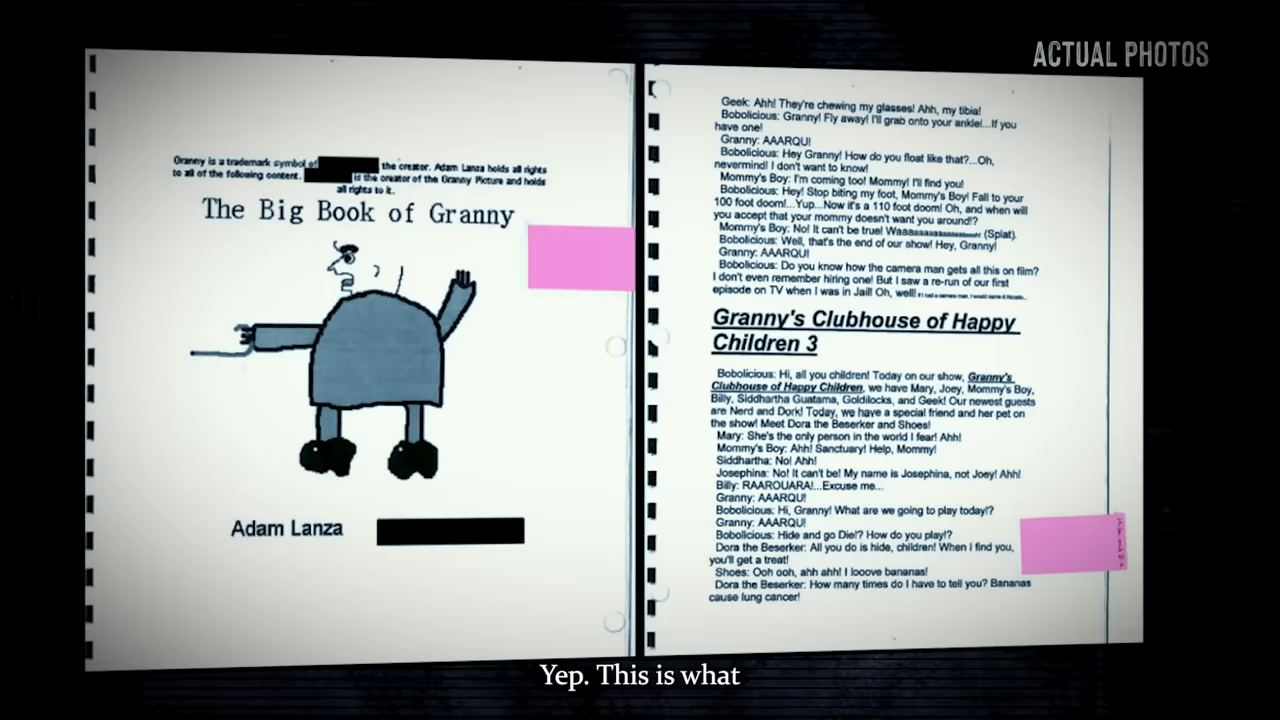 ACTUAL PHOTOS
Granny is a trademark symbol of the creator. Adam Lanza holds all rights
to all of the following content. is the creator of the Granny Picture and holds
all rights to it.
The Big Book of Granny
Adam Lanza
Geek: Ahh! They're chewing my glasses! Ahh, my tibia!
Bobolicious: Granny! Fly away! I'll grab onto your ankle!...If you
have one!
Granny: AAARQU!
Bobolicious: Hey Granny! How do you float like that?...Oh,
nevermind! I don't want to know!
Mommy's Boy: I'm coming too! Mommy! I'll find you!
Bobolicious: Hey! Stop biting my foot, Mommy's Boy! Fall to your
100 foot doom!...Yup...Now it's a 110 foot doom! Oh, and when will
you accept that your mommy doesn't want you around!?
Mommy's Boy: No! It can't be true! (Splat).
Bobolicious: Well, that's the end of our show! Hey, Granny!
Granny: AAARQU!
Bobolicious: Do you know how the camera man gets all this on film?
I don't even remember hiring one! But I saw a re-run of our first
episode on TV when I was in Jail! Oh, well!
Granny's Clubhouse of Happy
Children 3
Bobolicious: Hi, all you children! Today on our show, Granny's
Clubhouse of Happy Children, we have Mary, Joey, Mommy's Boy,
Billy, Siddhartha Guatama, Goldilocks, and Geek! Our newest guests
are Nerd and Dork! Today, we have a special friend and her pet on
the show! Meet Dora the Beserker and Shoes!
Mary: She's the only person in the world I fear! Ahh!
Mommy's Boy: Ahh! Sanctuary! Help, Mommy!
Siddhartha: No! Ahh!
Josephina: No! It can't be! My name is Josephina, not Joey! Ahh!
Billy: RAAROUARA!...Excuse me...
Granny: AAARQU!
Bobolicious: Hi, Granny! What are we going to play today!?
Granny: AAARQU!
Bobolicious: Hide and go Die!? How do you play!?
Dora the Beserker: All you do is hide, children! When I find you,
you'll get a treat!
Shoes: Ooh ooh, ahh ahh! I looove bananas!
Dora the Beserker: How many times do I have to tell you? Bananas
cause lung cancer!
Yep. This is what